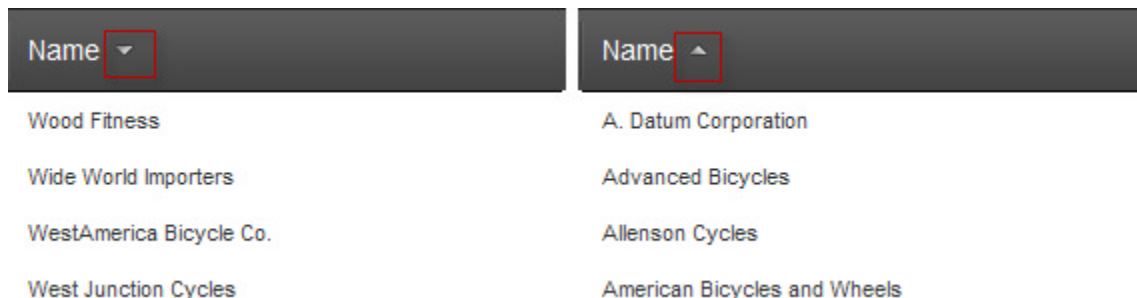 Name
Wood Fitness
Wide World Importers
WestAmerica Bicycle Co.
West Junction Cycles
Name
A. Datum Corporation
Advanced Bicycles
Allenson Cycles
American Bicycles and Wheels